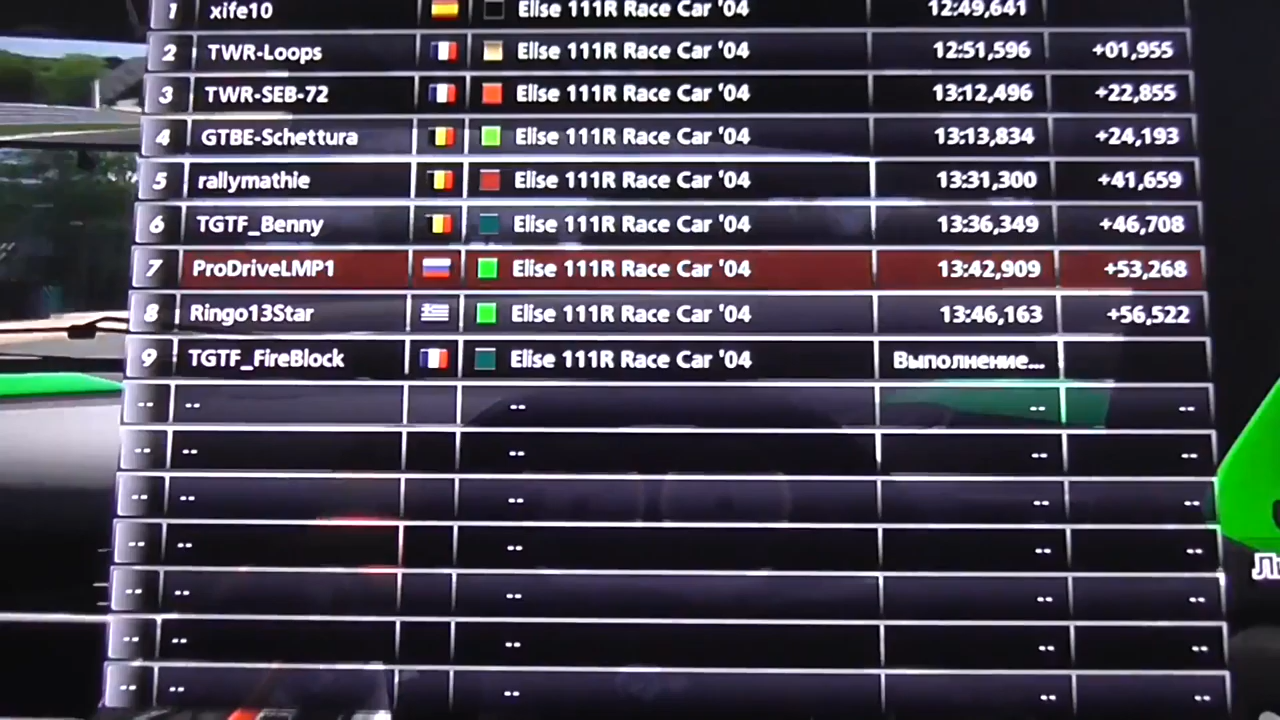 1 xife10 Elise 111R Race Car '04 12:49,641
2 TWR-Loops Elise 111R Race Car '04 12:51,596 +01,955
3 TWR-SEB-72 Elise 111R Race Car '04 13:12,496 +22,855
4 GTBE-Schettura Elise 111R Race Car '04 13:13,834 +24,193
5 rallymathie Elise 111R Race Car '04 13:31,300 +41,659
6 TGTF_Benny Elise 111R Race Car '04 13:36,349 +46,708
7 ProDriveLMP1 Elise 111R Race Car '04 13:42,909 +53,268
8 Ringo13Star Elise 111R Race Car '04 13:46,163 +56,522
9 TGTF_FireBlock Elise 111R Race Car '04 Выполнение...
-- -- -- -- --
-- -- -- -- --
-- -- -- -- --
-- -- -- -- --
-- -- -- -- --
-- -- -- -- --
-- -- -- -- --